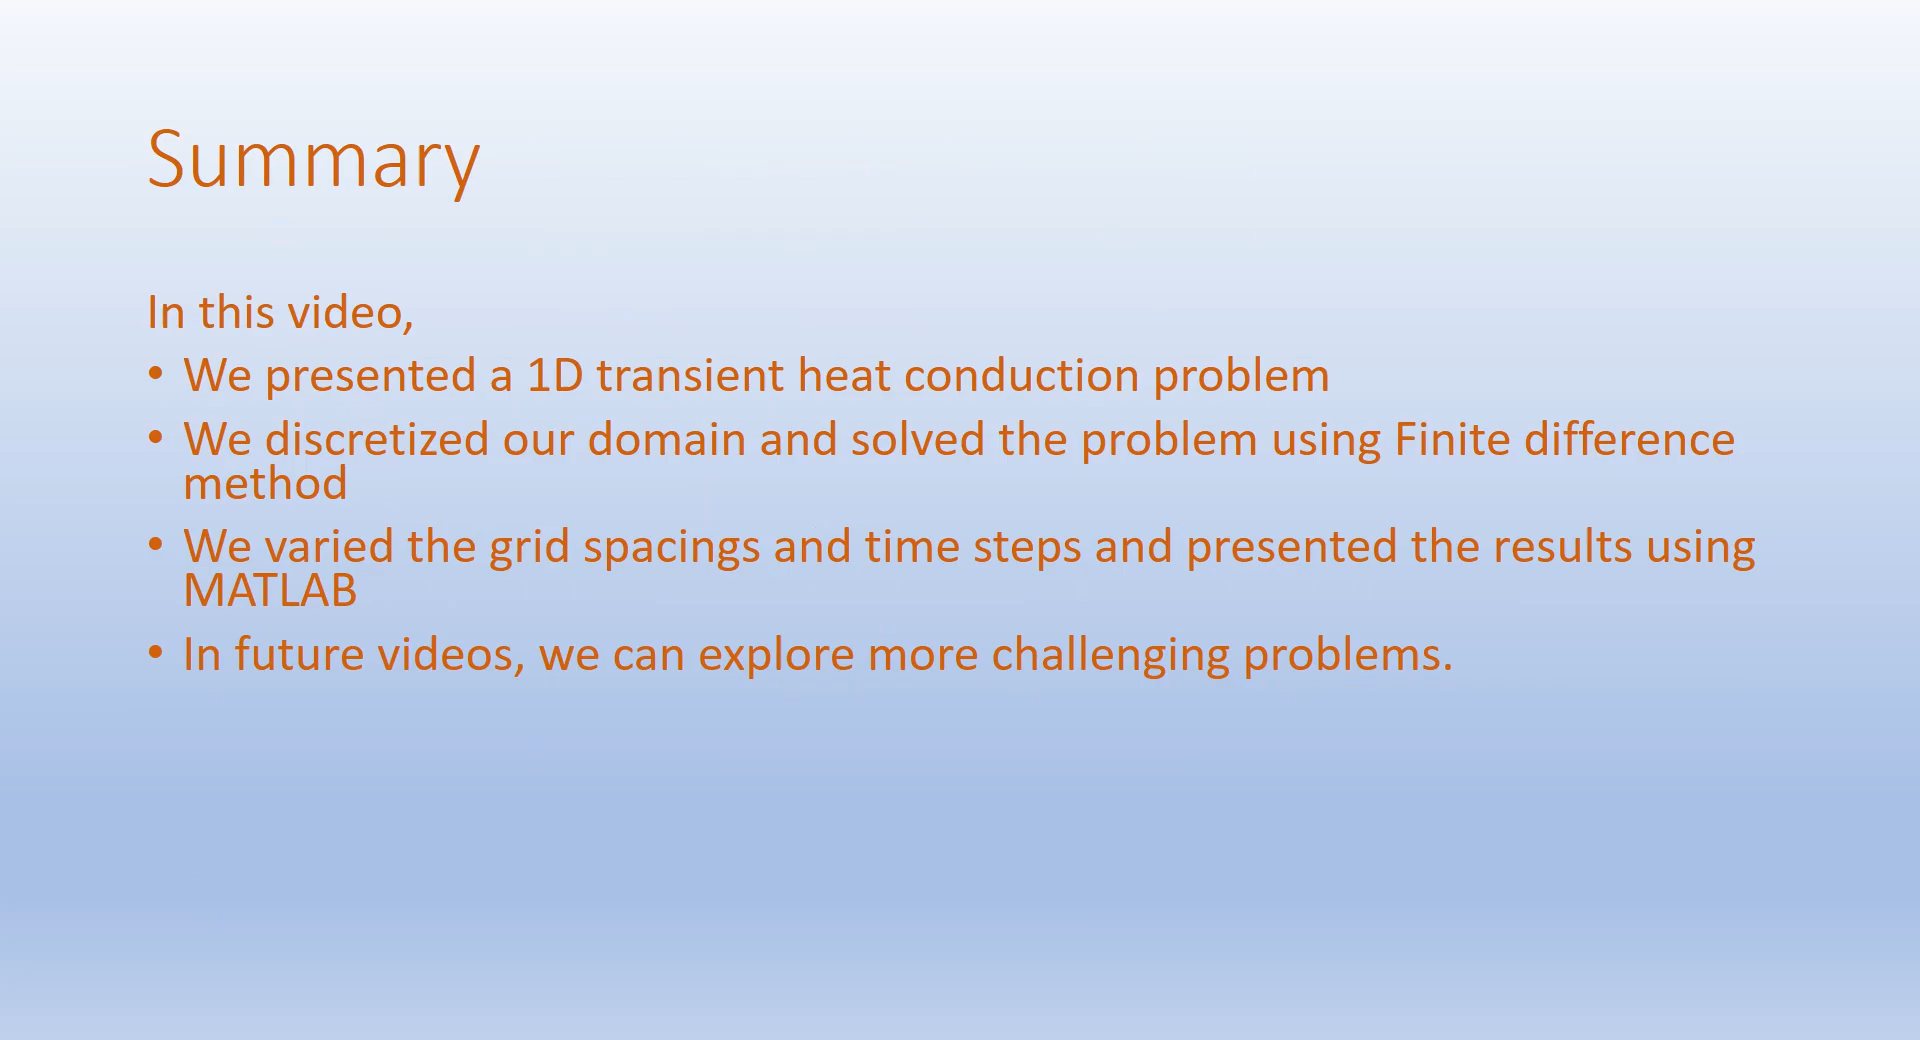 Summary
In this video,
• We presented a 1D transient heat conduction problem
• We discretized our domain and solved the problem using Finite difference
method
• We varied the grid spacings and time steps and presented the results using
MATLAB
• In future videos, we can explore more challenging problems.